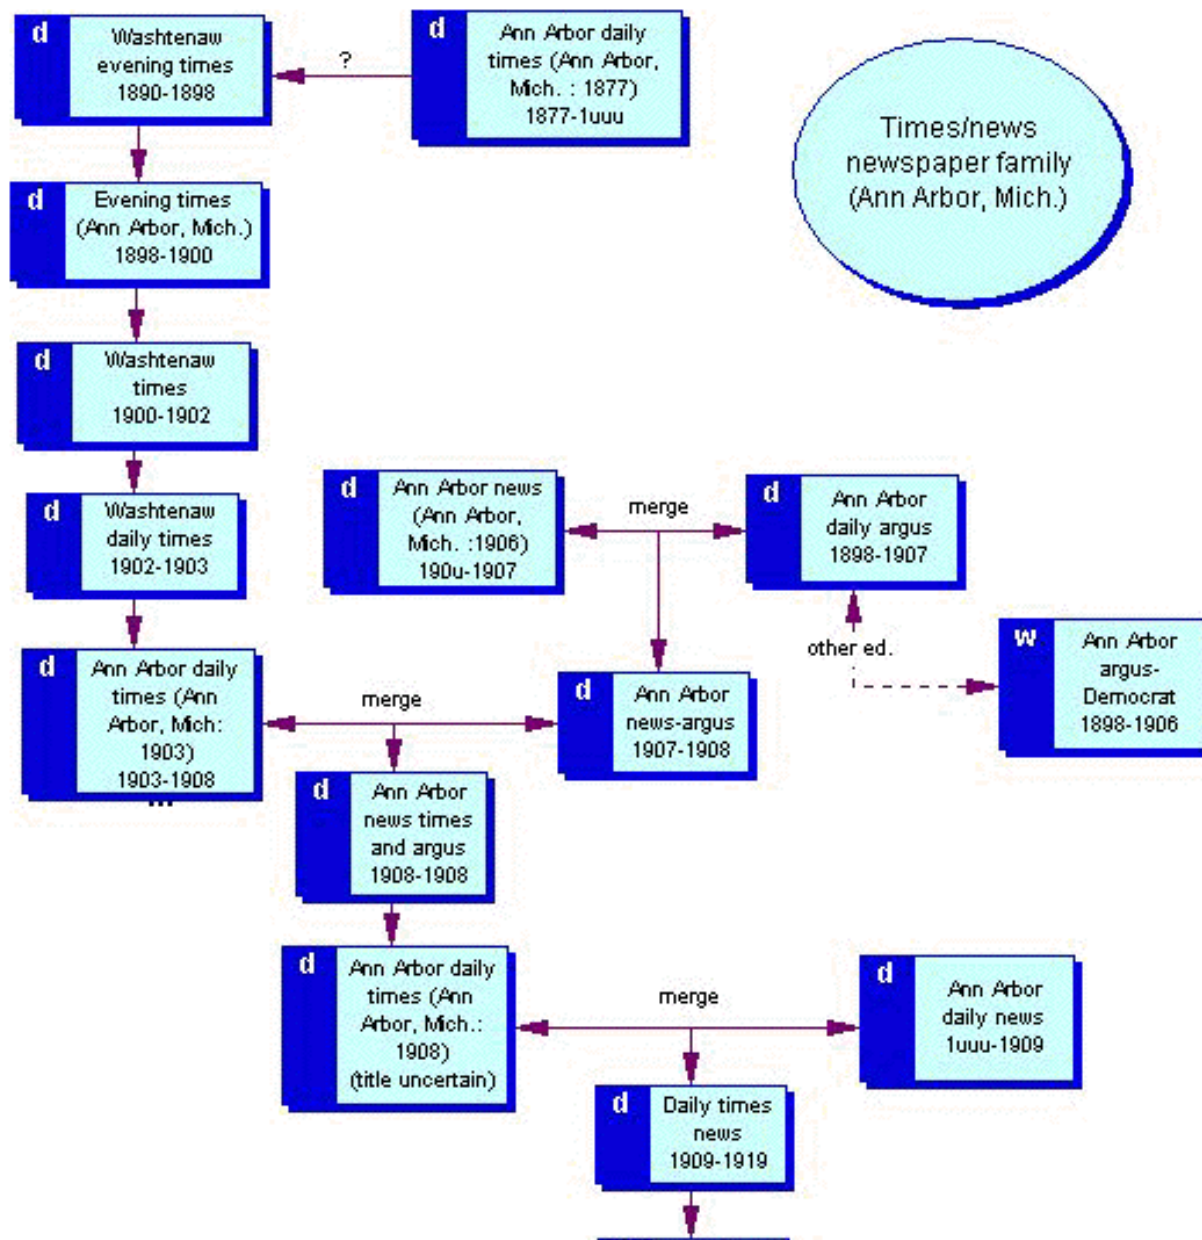 d
Washtenaw
evening times
1890-1898
?
d
Ann Arbor daily
times (Ann Arbor,
Mich. : 1877)
1877-1uuu
Times/news
newspaper family
(Ann Arbor, Mich.)
d
Evening times
(Ann Arbor, Mich.)
1898-1900
d
Washtenaw
times
1900-1902
d
Washtenaw
daily times
1902-1903
d
Ann Arbor news
(Ann Arbor,
Mich. :1906)
190u-1907
merge
d
Ann Arbor
daily argus
1898-1907
other ed.
w
Ann Arbor
argus-
Democrat
1898-1906
d
Ann Arbor daily
times (Ann
Arbor, Mich:
1903)
1903-1908
...
merge
d
Ann Arbor
news-argus
1907-1908
d
Ann Arbor
news times
and argus
1908-1908
d
Ann Arbor daily
times (Ann
Arbor, Mich.:
1908)
(title uncertain)
merge
d
Ann Arbor
daily news
1uuu-1909
d
Daily times
news
1909-1919